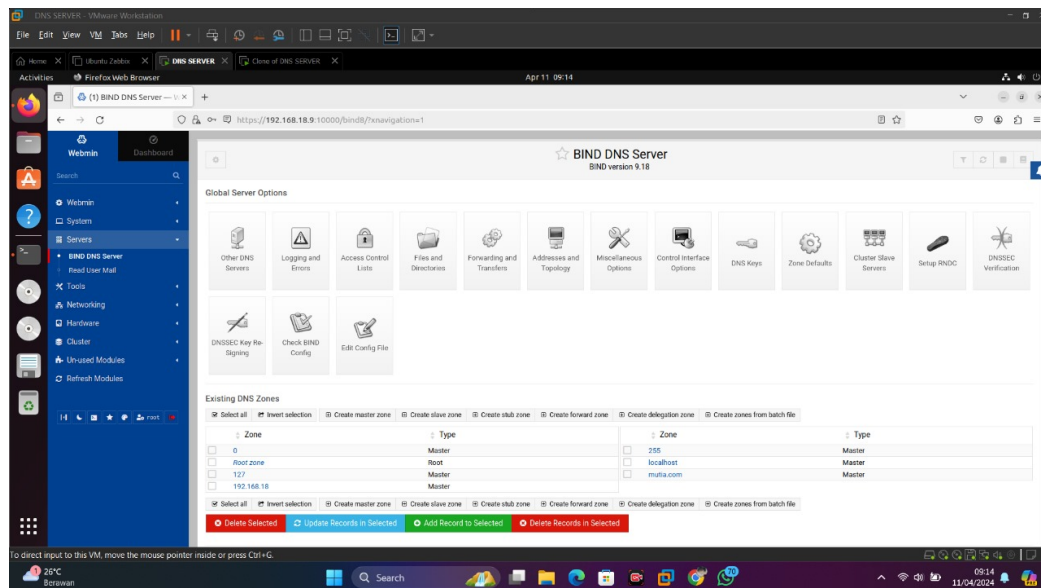 DNS SERVER - VMware Workstation
File Edit View VM Tabs Help
Home Ubuntu Zabbix DNS SERVER Clone of DNS SERVER
Activities Firefox Web Browser Apr 11 09:14
(1) BIND DNS Server —
https://192.168.18.9:10000/bind8/?xnavigation=1
Webmin Dashboard
Search
Webmin
System
Servers
BIND DNS Server
Read User Mail
Tools
Networking
Hardware
Cluster
Un-used Modules
Refresh Modules
root
BIND DNS Server
BIND version 9.18
Global Server Options
Other DNS Servers
Logging and Errors
Access Control Lists
Files and Directories
Forwarding and Transfers
Addresses and Topology
Miscellaneous Options
Control Interface Options
DNS Keys
Zone Defaults
Cluster Slave Servers
Setup RNDC
DNSSEC Verification
DNSSEC Key Re-Signing
Check BIND Config
Edit Config File
Existing DNS Zones
Select all Invert selection Create master zone Create slave zone Create stub zone Create forward zone Create delegation zone Create zones from batch file
Zone Type Zone Type
0 Master 255 Master
Root zone Root localhost Master
127 Master mutia.com Master
192.168.18 Master
Select all Invert selection Create master zone Create slave zone Create stub zone Create forward zone Create delegation zone Create zones from batch file
Delete Selected Update Records in Selected Add Record to Selected Delete Records in Selected
To direct input to this VM, move the mouse pointer inside or press Ctrl+G.
26°C
Berawan
Search
70
09:14
11/04/2024